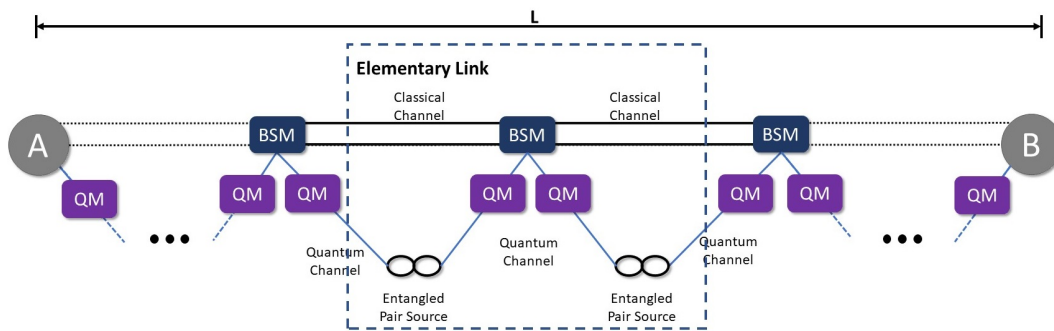 L
Elementary Link
Classical
Channel
Classical
Channel
A
BSM
BSM
BSM
B
QM
QM
QM
QM
QM
QM
QM
QM
Quantum
Channel
Quantum
Channel
Quantum
Channel
Entangled
Pair Source
Entangled
Pair Source